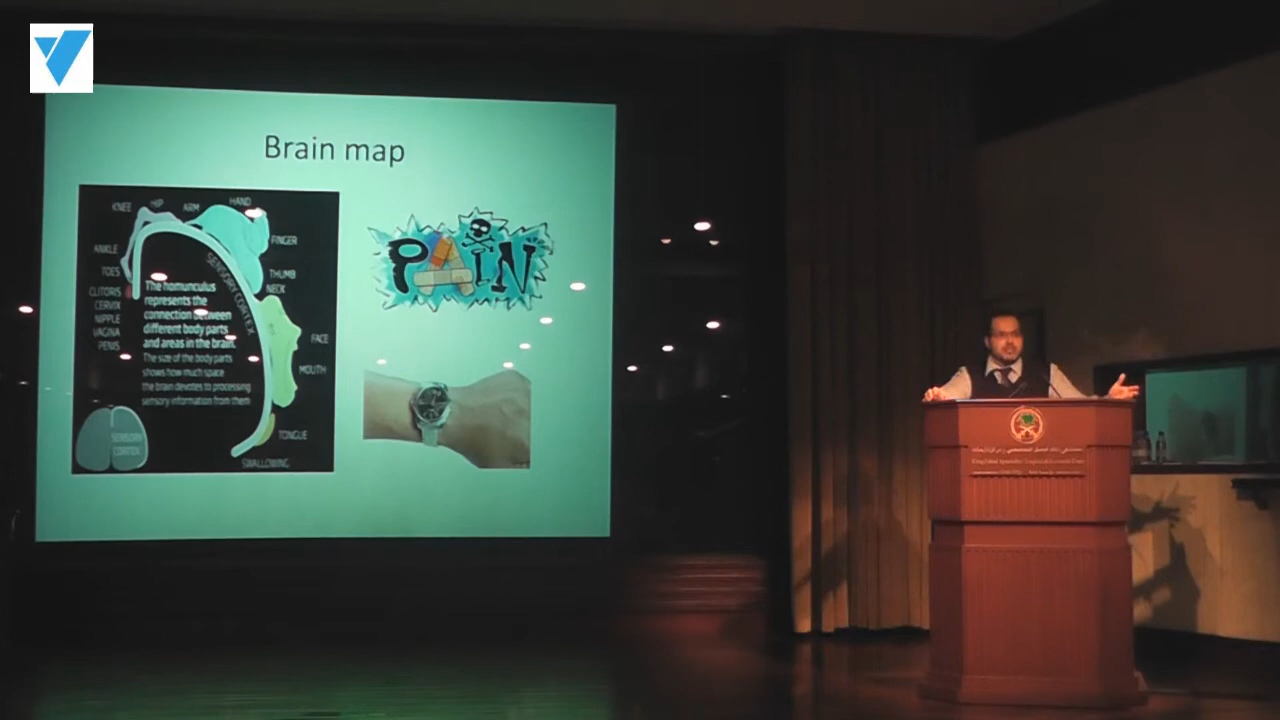 Brain map
KNEE
HIP
ARM
HAND
ANKLE
FINGER
TOES
THUMB
CLITORIS
NECK
CERVIX
NIPPLE
VAGINA
PENIS
FACE
MOUTH
TONGUE
SWALLOWING
SENSORY CORTEX
The homunculus
represents the
connection between
different body parts
and areas in the brain.
The size of the body parts
shows how much space
the brain devotes to processing
sensory information from them
SENSORY
CORTEX
PAIN